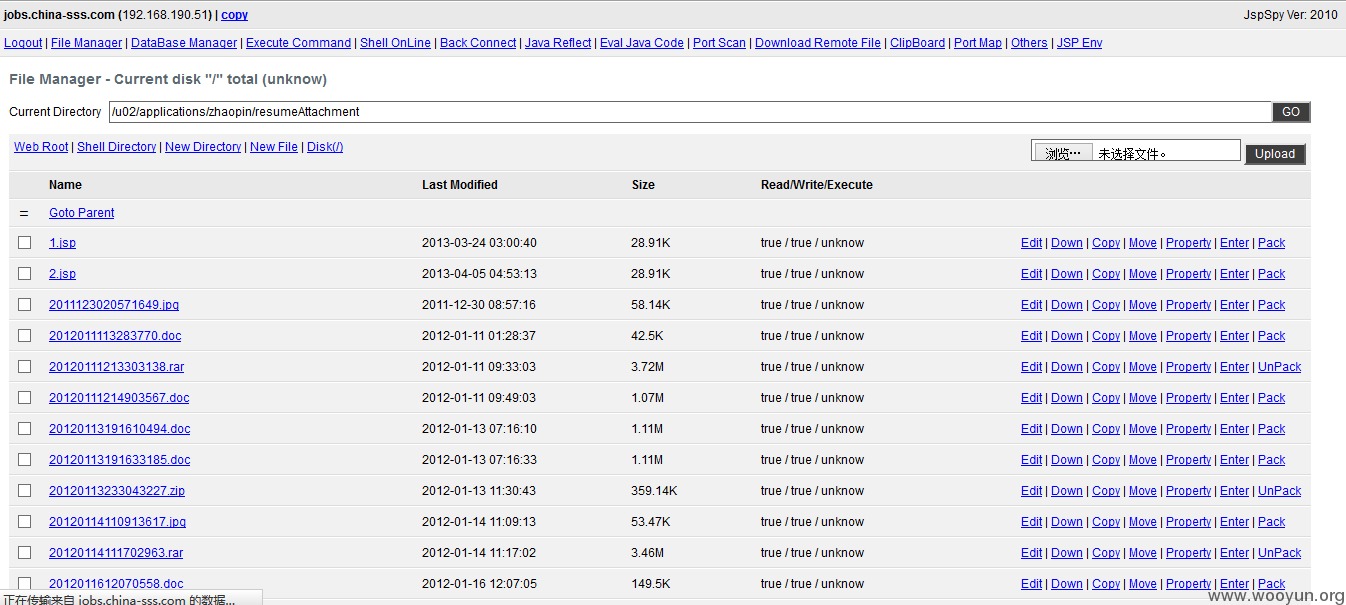 jobs.china-sss.com (192.168.190.51) | copy JspSpy Ver: 2010
Logout | File Manager | DataBase Manager | Execute Command | Shell OnLine | Back Connect | Java Reflect | Eval Java Code | Port Scan | Download Remote File | ClipBoard | Port Map | Others | JSP Env
File Manager - Current disk "/" total (unknow)
Current Directory /u02/applications/zhaopin/resumeAttachment GO
Web Root | Shell Directory | New Directory | New File | Disk(/) 浏览… 未选择文件。 Upload
Name Last Modified Size Read/Write/Execute
= Goto Parent
1.jsp 2013-03-24 03:00:40 28.91K true / true / unknow Edit | Down | Copy | Move | Property | Enter | Pack
2.jsp 2013-04-05 04:53:13 28.91K true / true / unknow Edit | Down | Copy | Move | Property | Enter | Pack
2011123020571649.jpg 2011-12-30 08:57:16 58.14K true / true / unknow Edit | Down | Copy | Move | Property | Enter | Pack
2012011113283770.doc 2012-01-11 01:28:37 42.5K true / true / unknow Edit | Down | Copy | Move | Property | Enter | Pack
20120111213303138.rar 2012-01-11 09:33:03 3.72M true / true / unknow Edit | Down | Copy | Move | Property | Enter | UnPack
20120111214903567.doc 2012-01-11 09:49:03 1.07M true / true / unknow Edit | Down | Copy | Move | Property | Enter | Pack
20120113191610494.doc 2012-01-13 07:16:10 1.11M true / true / unknow Edit | Down | Copy | Move | Property | Enter | Pack
20120113191633185.doc 2012-01-13 07:16:33 1.11M true / true / unknow Edit | Down | Copy | Move | Property | Enter | Pack
20120113233043227.zip 2012-01-13 11:30:43 359.14K true / true / unknow Edit | Down | Copy | Move | Property | Enter | UnPack
20120114110913617.jpg 2012-01-14 11:09:13 53.47K true / true / unknow Edit | Down | Copy | Move | Property | Enter | Pack
20120114111702963.rar 2012-01-14 11:17:02 3.46M true / true / unknow Edit | Down | Copy | Move | Property | Enter | UnPack
2012011612070558.doc 2012-01-16 12:07:05 149.5K true / true / unknow Edit | Down | Copy | Move | Property | Enter | Pack
正在传输来自 jobs.china-sss.com 的数据... www.wooyun.org